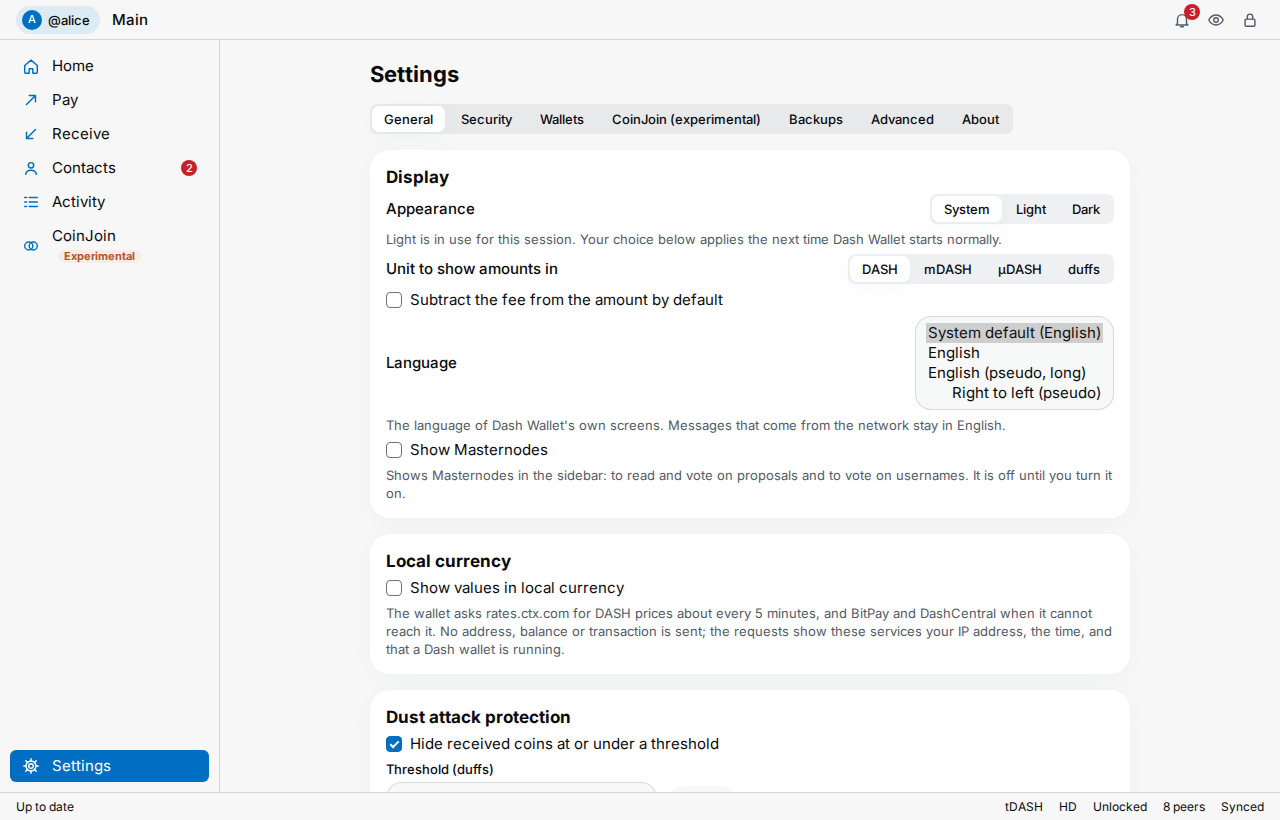 A @alice Main 3
Home
Pay
Receive
Contacts 2
Activity
CoinJoin
Experimental
Settings
Settings
General Security Wallets CoinJoin (experimental) Backups Advanced About
Display
Appearance System Light Dark
Light is in use for this session. Your choice below applies the next time Dash Wallet starts normally.
Unit to show amounts in DASH mDASH µDASH duffs
Subtract the fee from the amount by default
Language
System default (English)
English
English (pseudo, long)
Right to left (pseudo)
The language of Dash Wallet's own screens. Messages that come from the network stay in English.
Show Masternodes
Shows Masternodes in the sidebar: to read and vote on proposals and to vote on usernames. It is off until you turn it
on.
Local currency
Show values in local currency
The wallet asks rates.ctx.com for DASH prices about every 5 minutes, and BitPay and DashCentral when it cannot
reach it. No address, balance or transaction is sent; the requests show these services your IP address, the time, and
that a Dash wallet is running.
Dust attack protection
Hide received coins at or under a threshold
Threshold (duffs)
Up to date tDASH HD Unlocked 8 peers Synced